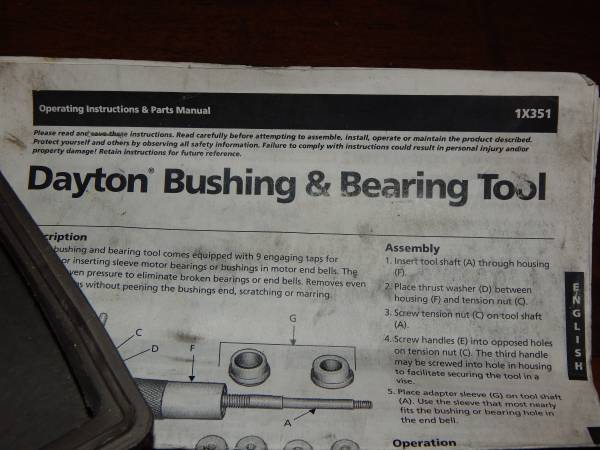 Operating Instructions & Parts Manual
1X351
Please read and save these instructions. Read carefully before attempting to assemble, install, operate or maintain the product described.
Protect yourself and others by observing all safety information. Failure to comply with instructions could result in personal injury and/or
property damage! Retain instructions for future reference.
Dayton® Bushing & Bearing Tool
cription
bushing and bearing tool comes equipped with 9 engaging taps for
or inserting sleeve motor bearings or bushings in motor end bells. The
even pressure to eliminate broken bearings or end bells. Removes even
without peening the bushings end, scratching or marring.
C
D
F
G
A
Assembly
1. Insert tool shaft (A) through housing
(F).
2. Place thrust washer (D) between
housing (F) and tension nut (C).
3. Screw tension nut (C) on tool shaft
(A).
4. Screw handles (E) into opposed holes
on tension nut (C). The third handle
may be screwed into hole in housing
to facilitate securing the tool in a
vise.
5. Place adapter sleeve (G) on tool shaft
(A). Use the sleeve that most nearly
fits the bushing or bearing hole in
the end bell.
Operation
ENGLISH